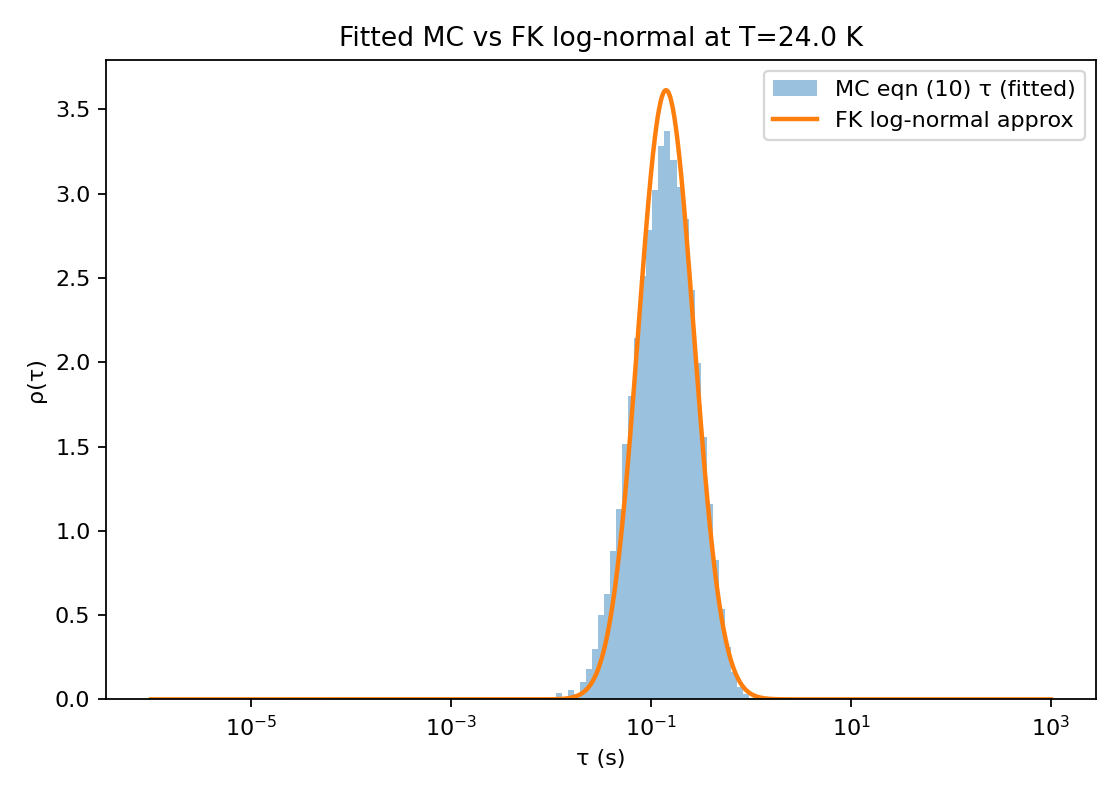 Fitted MC vs FK log-normal at T=24.0 K
MC eqn (10) τ (fitted)
FK log-normal approx
ρ(τ)
3.5
3.0
2.5
2.0
1.5
1.0
0.5
0.0
10⁻⁵
10⁻³
10⁻¹
10¹
10³
τ (s)